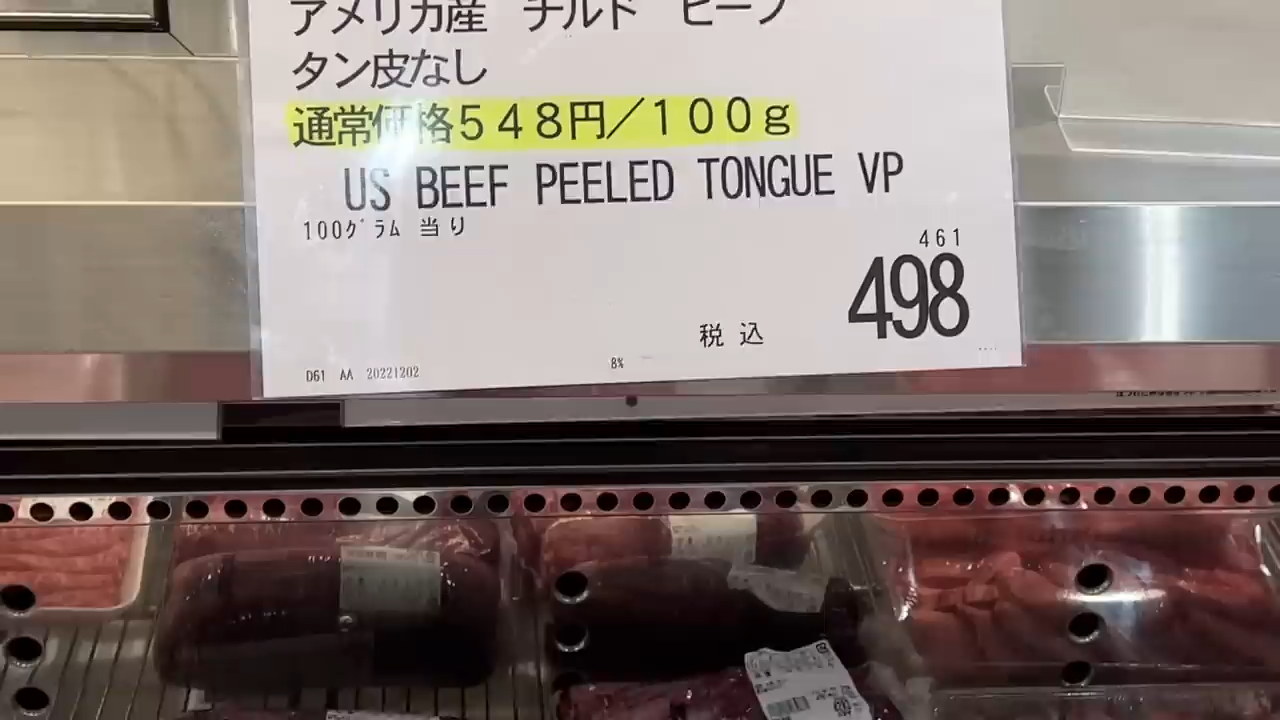 アメリカ産 チルド ビーフ
タン皮なし
通常価格548円／100g
US BEEF PEELED TONGUE VP
100ｸﾞﾗﾑ 当り
461
498
税込
8%
D61 AA 20221202